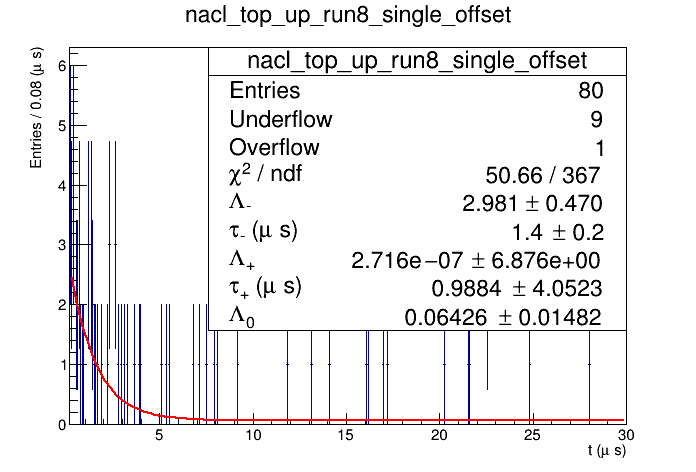 nacl_top_up_run8_single_offset
nacl_top_up_run8_single_offset
Entries 80
Underflow 9
Overflow 1
χ² / ndf 50.66 / 367
Λ₋ 2.981 ± 0.470
τ₋ (μ s) 1.4 ± 0.2
Λ₊ 2.716e−07 ± 6.876e+00
τ₊ (μ s) 0.9884 ± 4.0523
Λ₀ 0.06426 ± 0.01482
Entries / 0.08 (μ s)
6
5
4
3
2
1
0
5 10 15 20 25 30
t (μ s)